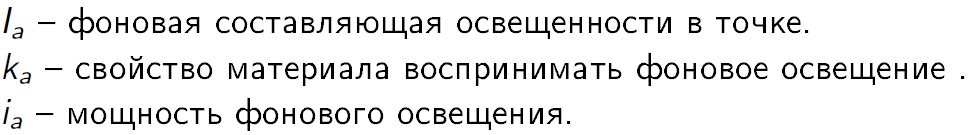 I_a – фоновая составляющая освещенности в точке.
k_a – свойство материала воспринимать фоновое освещение .
i_a – мощность фонового освещения.